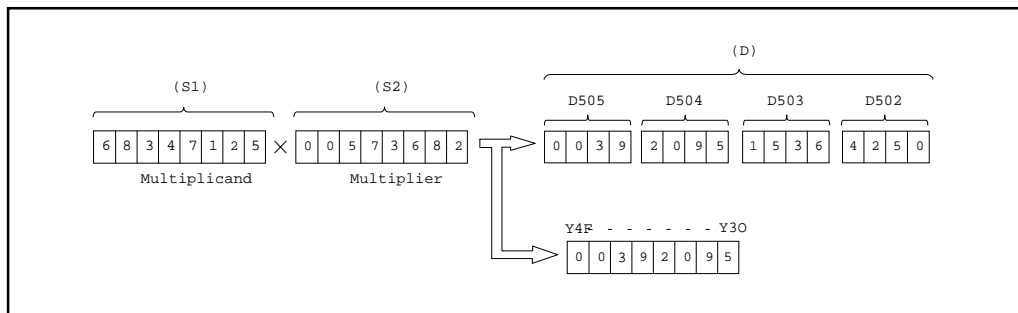 (D)
(S1) (S2)
D505 D504 D503 D502
6 8 3 4 7 1 2 5 × 0 0 5 7 3 6 8 2 0 0 3 9 2 0 9 5 1 5 3 6 4 2 5 0
Multiplicand Multiplier
Y4F - - - - - - Y3O
0 0 3 9 2 0 9 5